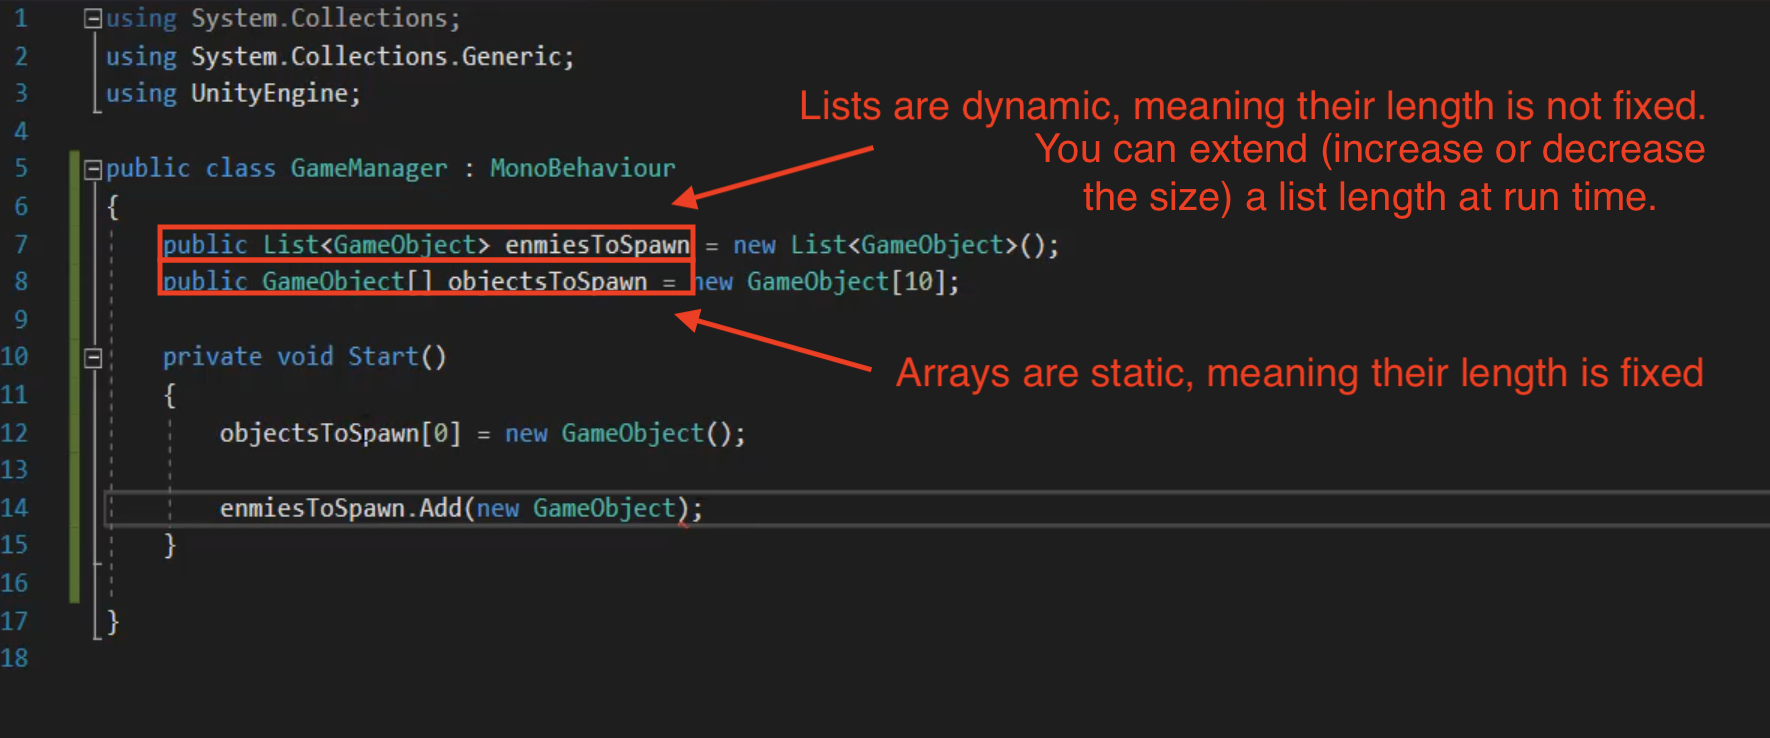 1 using System.Collections;
2 using System.Collections.Generic;
3 using UnityEngine;
4
5 public class GameManager : MonoBehaviour
6 {
7 public List<GameObject> enmiesToSpawn = new List<GameObject>();
8 public GameObject[] objectsToSpawn = new GameObject[10];
9
10 private void Start()
11 {
12 objectsToSpawn[0] = new GameObject();
13
14 enmiesToSpawn.Add(new GameObject);
15 }
16
17 }
18
Lists are dynamic, meaning their length is not fixed.
You can extend (increase or decrease
the size) a list length at run time.
Arrays are static, meaning their length is fixed